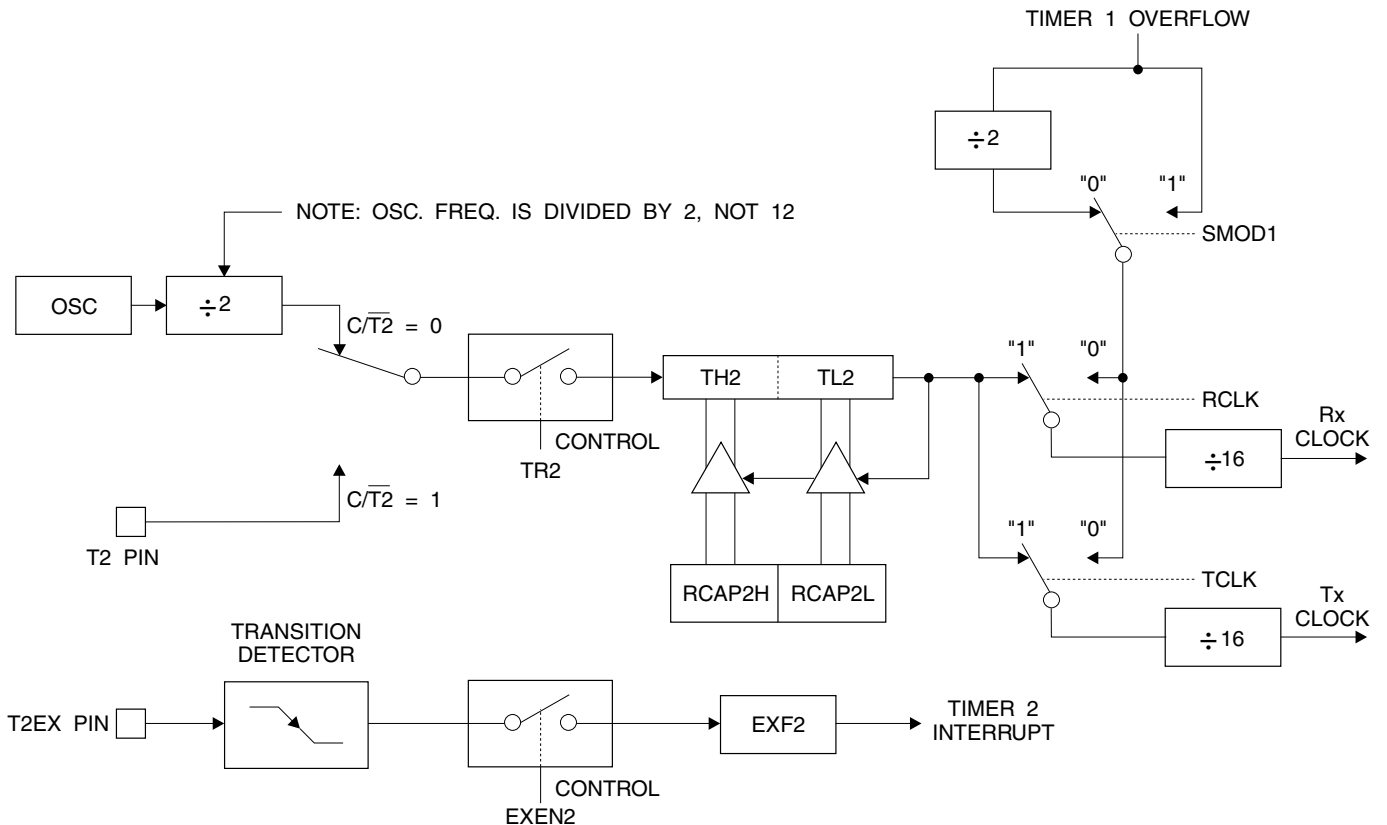 TIMER 1 OVERFLOW
÷2
"0" "1"
NOTE: OSC. FREQ. IS DIVIDED BY 2, NOT 12
SMOD1
OSC
÷2
C/T2̅ = 0
"1" "0"
TH2 TL2
RCLK
Rx
CLOCK
CONTROL
TR2
÷16
C/T2̅ = 1
T2 PIN
"1" "0"
RCAP2H RCAP2L
TCLK
Tx
CLOCK
÷16
TRANSITION
DETECTOR
T2EX PIN
EXF2
TIMER 2
INTERRUPT
CONTROL
EXEN2